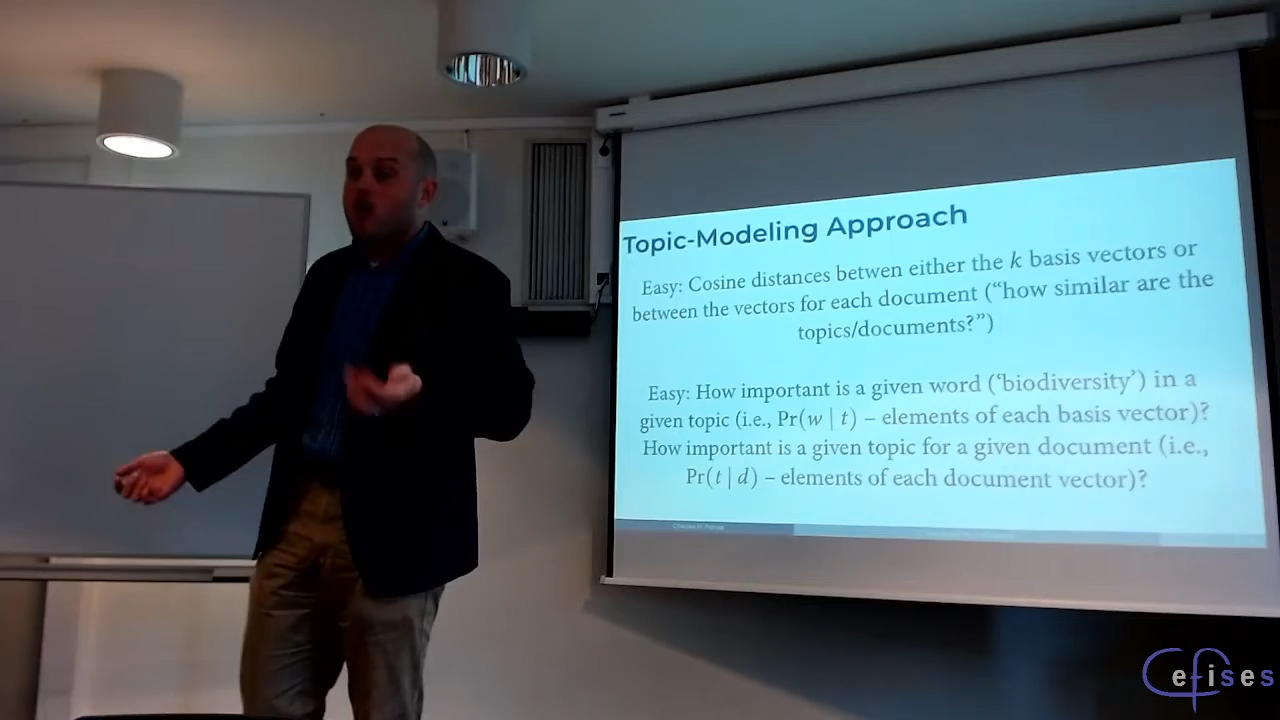 Topic-Modeling Approach
Easy: Cosine distances betwen either the k basis vectors or
between the vectors for each document (“how similar are the
topics/documents?”)
Easy: How important is a given word (‘biodiversity’) in a
given topic (i.e., Pr(w | t) – elements of each basis vector)?
How important is a given topic for a given document (i.e.,
Pr(t | d) – elements of each document vector)?
Cefises